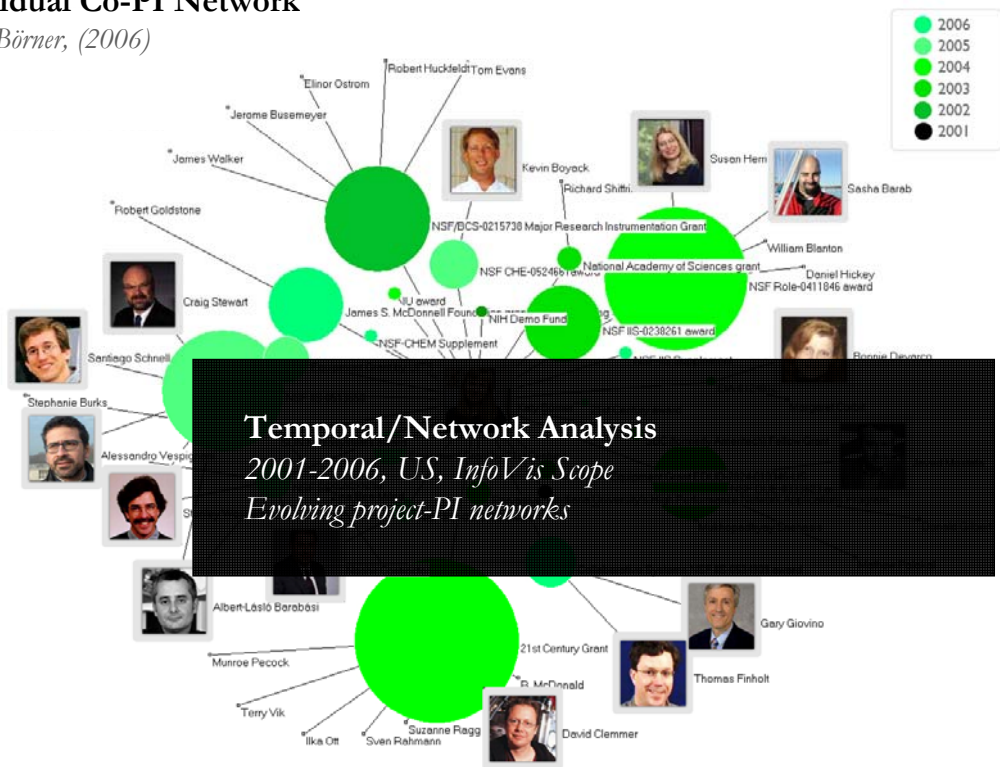 idual Co-PI Network
Börner, (2006)
2006
2005
2004
2003
2002
2001
Robert Huckfeldt
Tom Evans
Elinor Ostrom
Jerome Busemeyer
James Walker
Robert Goldstone
Kevin Boyack
Richard Shiffri
Susan Herri
Sasha Barab
NSF/BCS-0215738 Major Research Instrumentation Grant
William Blanton
NSF CHE-0524661 award
National Academy of Sciences grant
Daniel Hickey
NSF Role-0411846 award
Craig Stewart
IU award
James S. McDonnell Foun
NIH Demo Fund
NSF IIS-0238261 award
NSF-CHEM Supplement
Santiago Schnell
Bonnie Devarco
Stephanie Burks
Temporal/Network Analysis
2001-2006, US, InfoVis Scope
Evolving project-PI networks
Alessandro Vespig
Albert-László Barabási
Gary Giovino
Munroe Pecock
21st Century Grant
Thomas Finholt
B. McDonald
Terry Vik
Suzanne Ragg
David Clemmer
Ilka Ott
Sven Rahmann